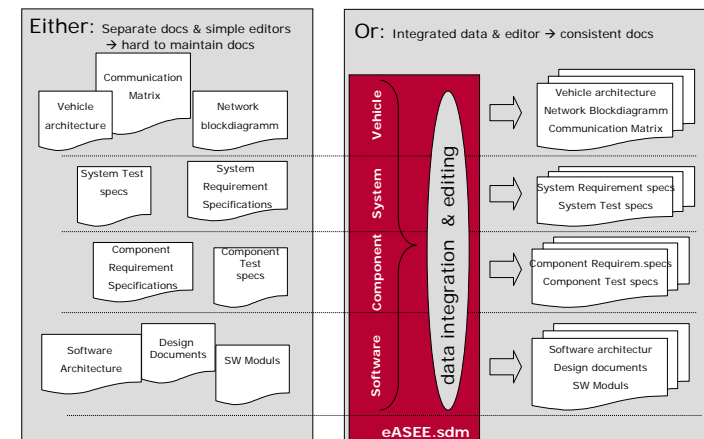 Either: Separate docs & simple editors
→ hard to maintain docs
Communication
Matrix
Vehicle
architecture
Network
blockdiagramm
System Test
specs
System
Requirement
Specifications
Component
Requirement
Specifications
Component
Test
specs
Software
Architecture
Design
Documents
SW Moduls
Or: Integrated data & editor → consistent docs
Vehicle
System
Component
Software
data integration & editing
eASEE.sdm
Vehicle architecture
Network Blockdiagramm
Communication Matrix
System Requirement specs
System Test specs
Component Requirem.specs
Component Test specs
Software architectur
Design documents
SW Moduls